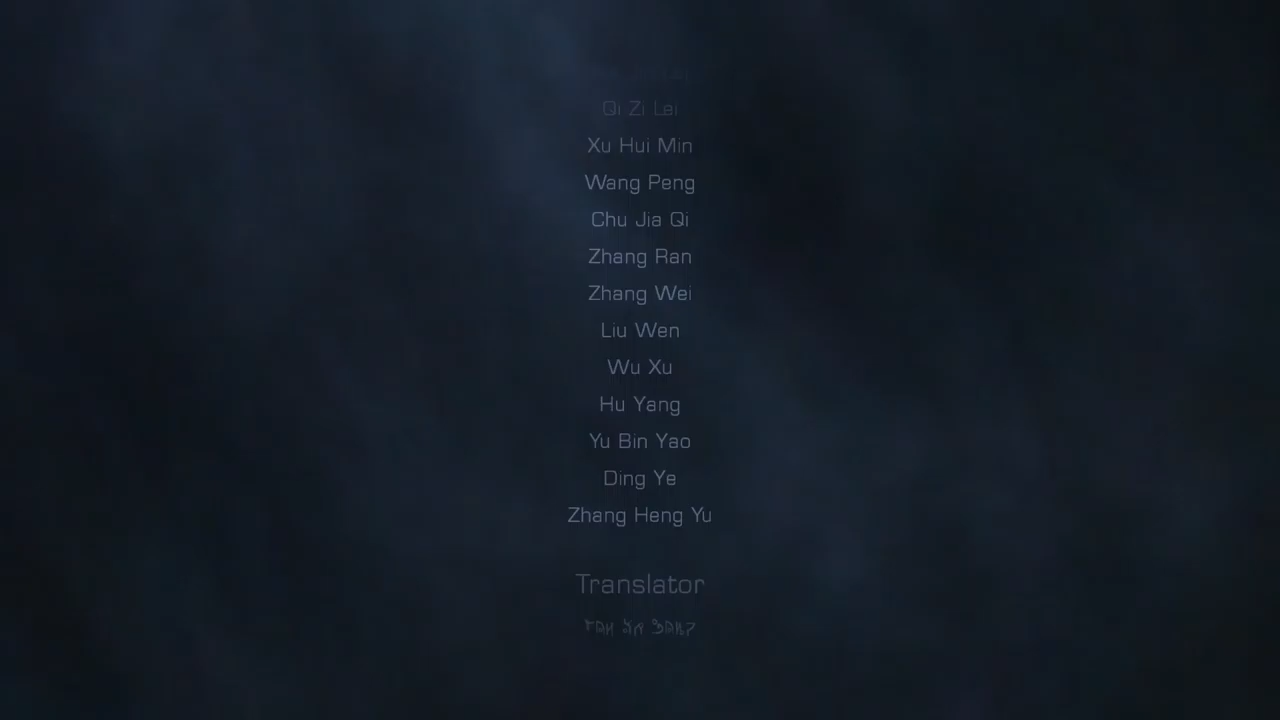 Qi Zi Lei
Xu Hui Min
Wang Peng
Chu Jia Qi
Zhang Ran
Zhang Wei
Liu Wen
Wu Xu
Hu Yang
Yu Bin Yao
Ding Ye
Zhang Heng Yu
Translator